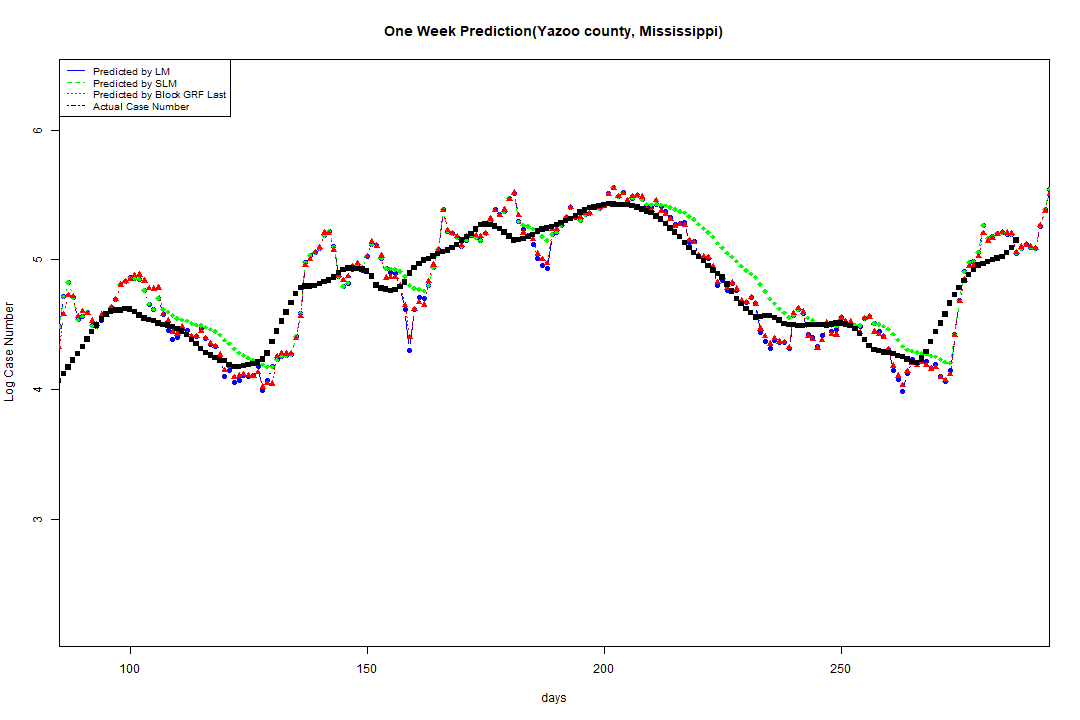 One Week Prediction(Yazoo county, Mississippi)
Predicted by LM
Predicted by SLM
Predicted by Block GRF Last
Actual Case Number
6
5
4
3
Log Case Number
100 150 200 250
days